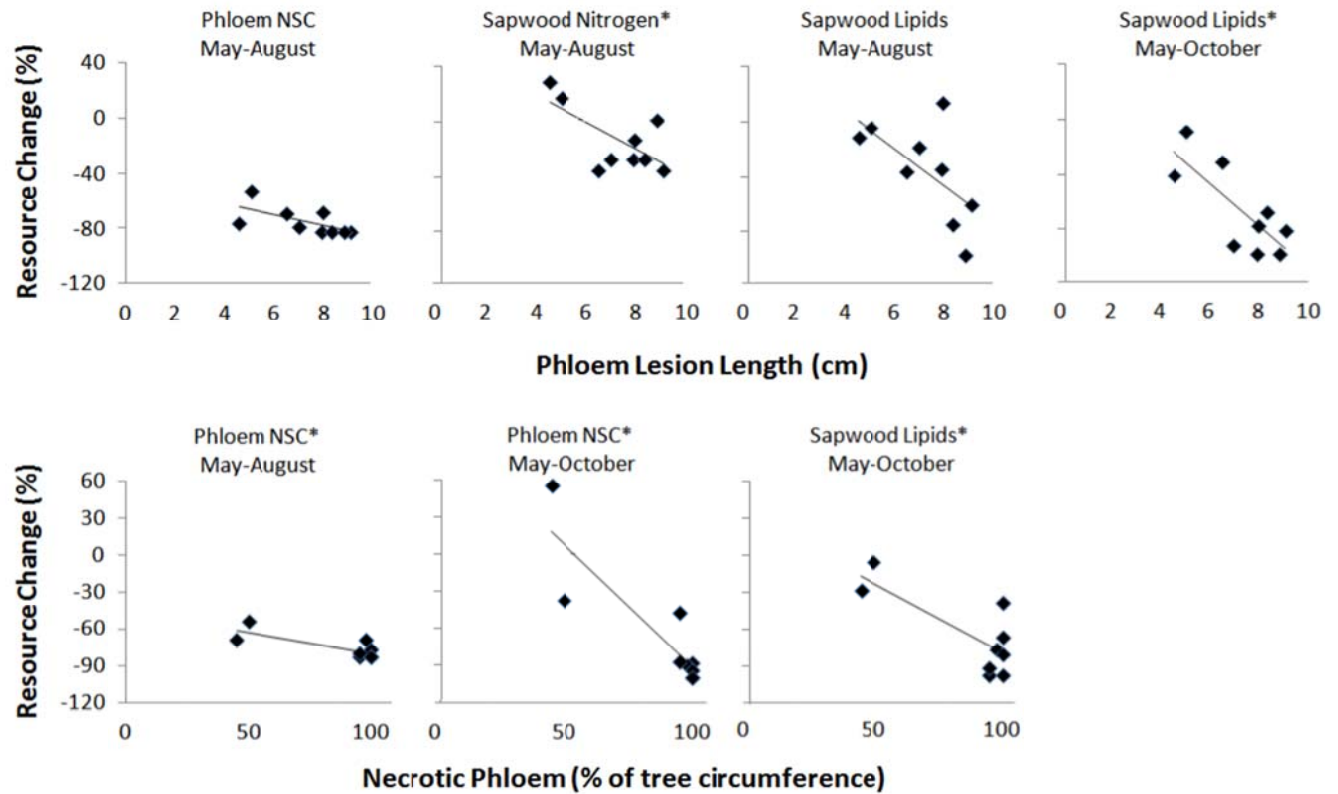 Phloem NSC
May-August
Sapwood Nitrogen*
May-August
Sapwood Lipids
May-August
Sapwood Lipids*
May-October
Resource Change (%)
40
0
-40
-80
-120
0 2 4 6 8 10
0 2 4 6 8 10
0 2 4 6 8 10
0 2 4 6 8 10
Phloem Lesion Length (cm)
Phloem NSC*
May-August
Phloem NSC*
May-October
Sapwood Lipids*
May-October
Resource Change (%)
60
30
0
-30
-60
-90
-120
0 50 100
0 50 100
0 50 100
Necrotic Phloem (% of tree circumference)